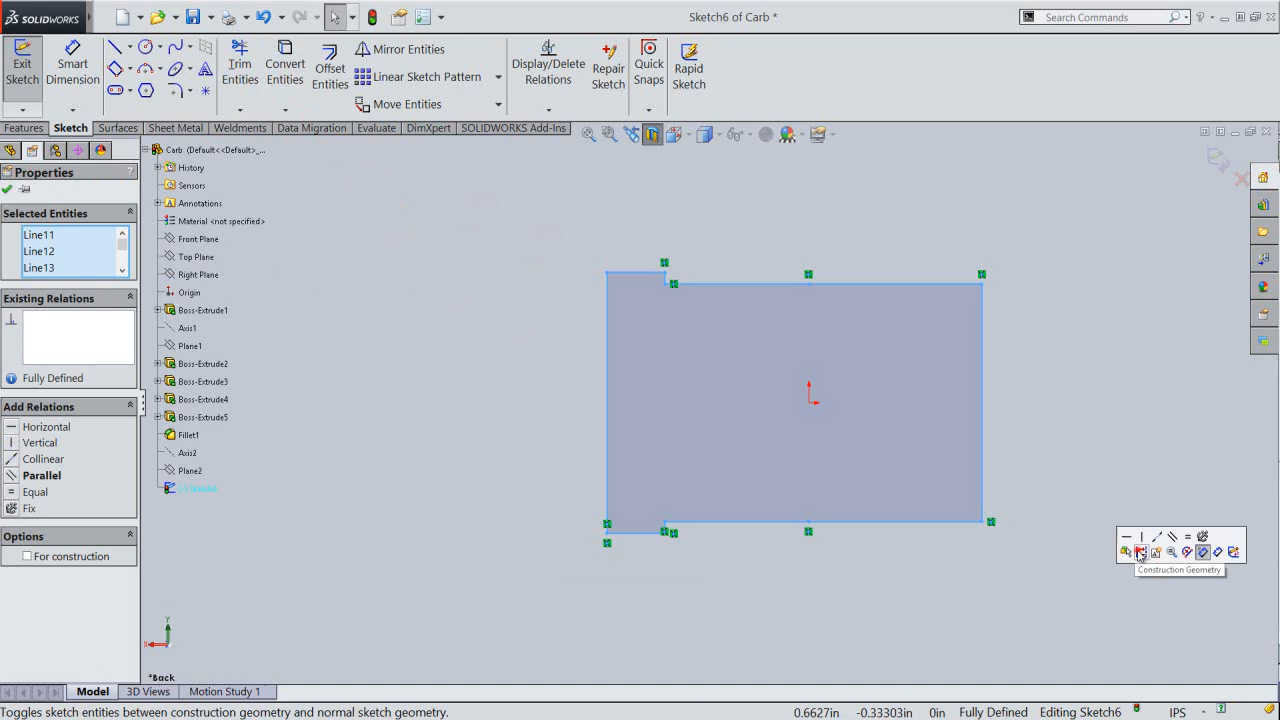 SOLIDWORKS
Sketch6 of Carb *
Search Commands
Exit Sketch
Smart Dimension
Trim Entities
Convert Entities
Offset Entities
Mirror Entities
Linear Sketch Pattern
Move Entities
Display/Delete Relations
Repair Sketch
Quick Snaps
Rapid Sketch
Features Sketch Surfaces Sheet Metal Weldments Data Migration Evaluate DimXpert SOLIDWORKS Add-Ins
Properties ?
Selected Entities
Line11
Line12
Line13
Existing Relations
Fully Defined
Add Relations
Horizontal
Vertical
Collinear
Parallel
Equal
Fix
Options
For construction
Carb (Default<<Default>_...
History
Sensors
Annotations
Material <not specified>
Front Plane
Top Plane
Right Plane
Origin
Boss-Extrude1
Axis1
Plane1
Boss-Extrude2
Boss-Extrude3
Boss-Extrude4
Boss-Extrude5
Fillet1
Axis2
Plane2
Construction Geometry
Y
X
*Back
Model 3D Views Motion Study 1
Toggles sketch entities between construction geometry and normal sketch geometry. 0.6627in -0.33303in 0in Fully Defined Editing Sketch6 IPS